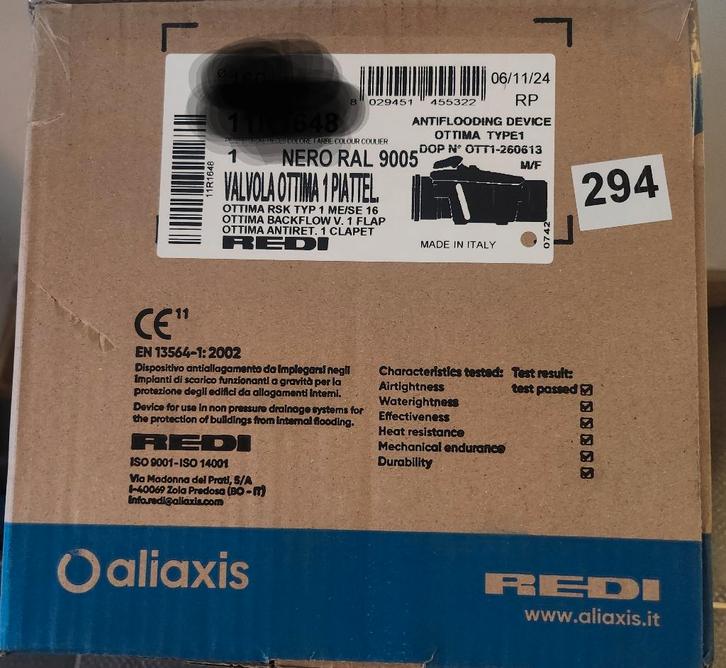 06/11/24
8 029451 455322
RP
11R1648
ANTIFLOODING DEVICE
OTTIMA TYPE1
DOP N° OTT1-260613
1 NERO RAL 9005
M/F
11R1648
VALVOLA OTTIMA 1 PIATTEL.
OTTIMA RSK TYP 1 ME/SE 16
OTTIMA BACKFLOW V. 1 FLAP
OTTIMA ANTIRET. 1 CLAPET
REDI
MADE IN ITALY
0742
294
CE 11
EN 13564-1: 2002
Dispositivo antiallagamento da impiegarsi negli
impianti di scarico funzionanti a gravità per la
protezione degli edifici da allagamenti interni.
Device for use in non pressure drainage systems for
the protection of buildings from internal flooding.
REDI
ISO 9001-ISO 14001
Via Madonna dei Prati, 5/A
I-40069 Zola Predosa (BO - IT)
info.redi@aliaxis.com
Characteristics tested: Test result:
Airtightness test passed
Waterightness
Effectiveness
Heat resistance
Mechanical endurance
Durability
aliaxis
REDI
www.aliaxis.it